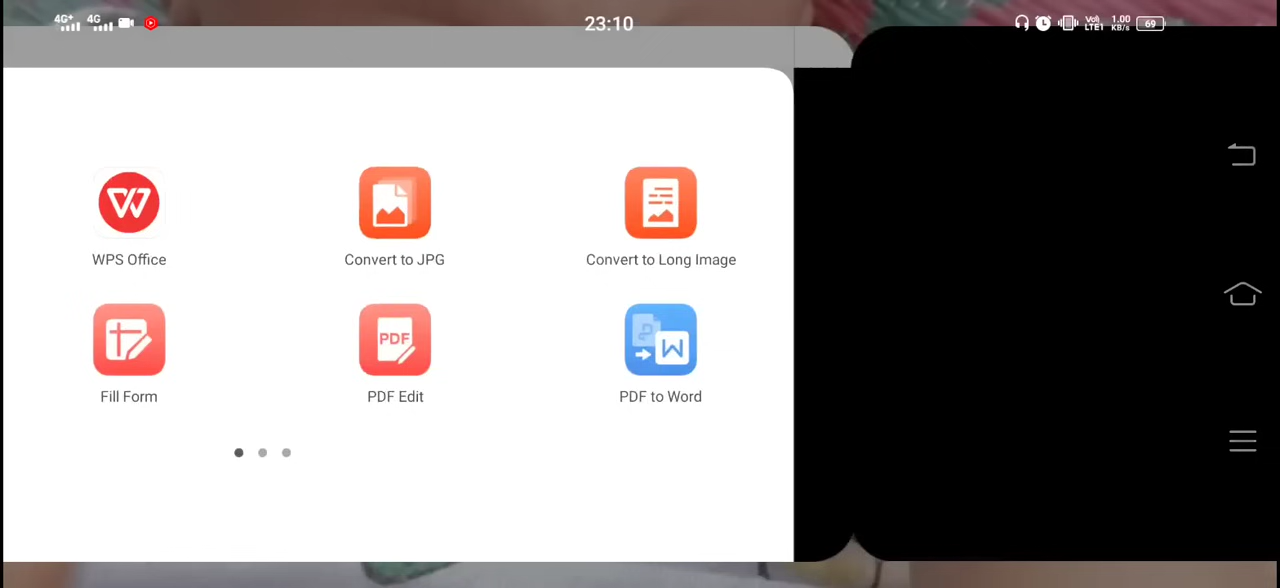 4G+ 4G 23:10 Vo) LTE1 1.00 KB/s 69
WPS Office Convert to JPG Convert to Long Image
PDF
Fill Form PDF Edit PDF to Word